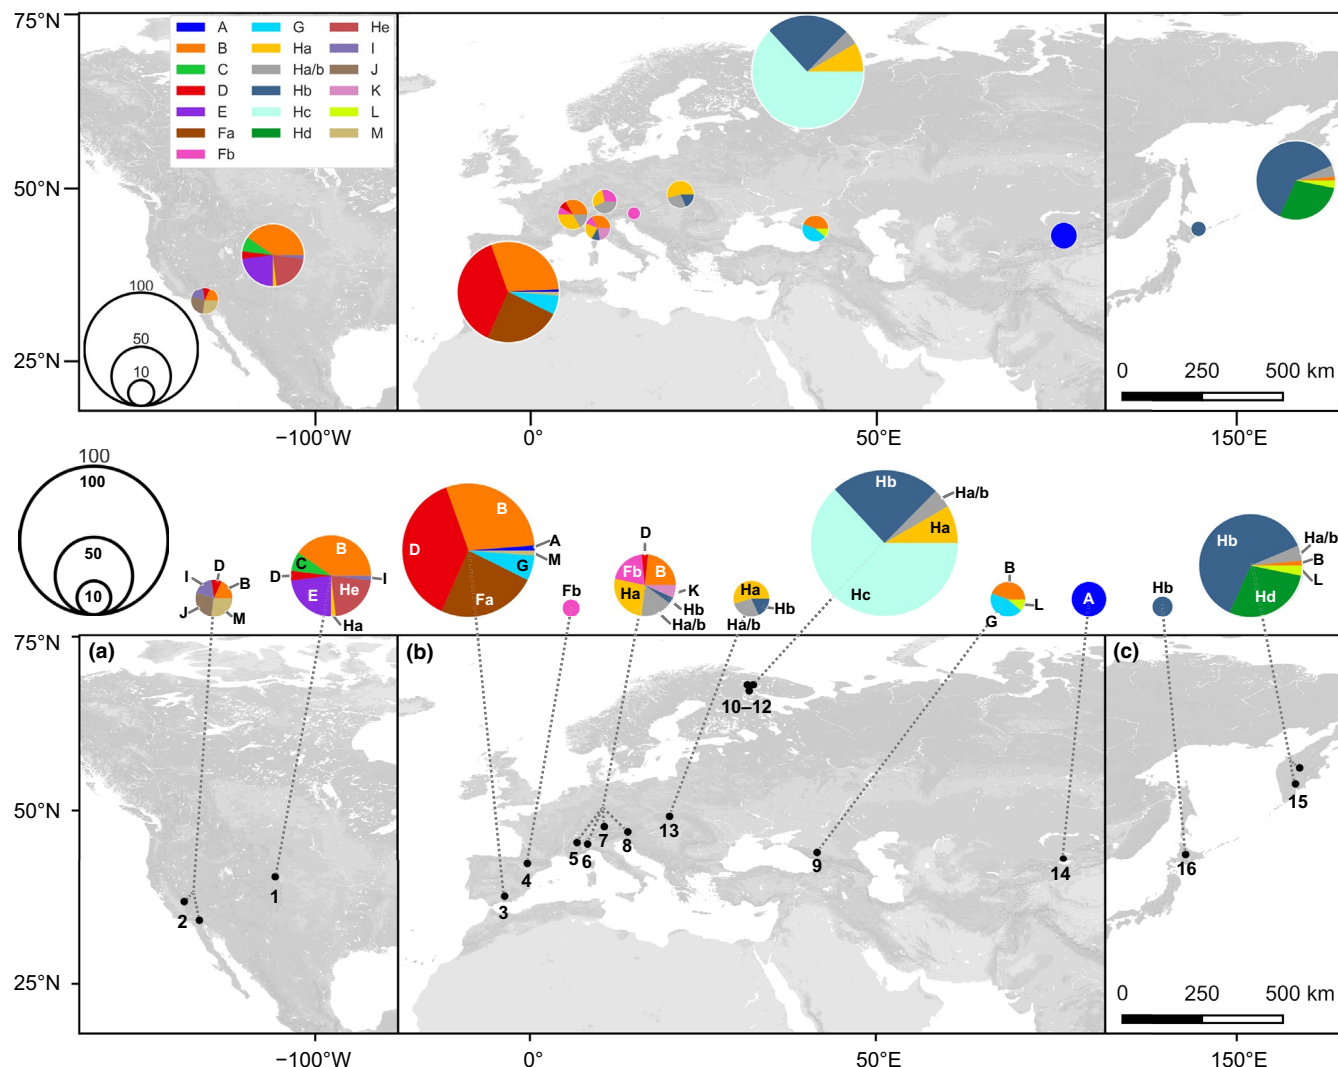 75°N
A G He
B Ha I
C Ha/b J
D Hb K
E Hc L
Fa Hd M
Fb
50°N
100
50
10
25°N
0 250 500 km
−100°W 0° 50°E 150°E
100
100
50
10
I D B J M
B C D E He I Ha
B D A M G Fa
Fb
D Fb B K Ha Hb Ha/b
Ha Hb Ha/b
Hb Ha/b Ha Hc
B L G
A
Hb
Hb Ha/b B L Hd
75°N
(a) (b) (c)
10–12
50°N
15
13
7
8
5 6
9
4
14
16
1
3
2
25°N
0 250 500 km
−100°W 0° 50°E 150°E